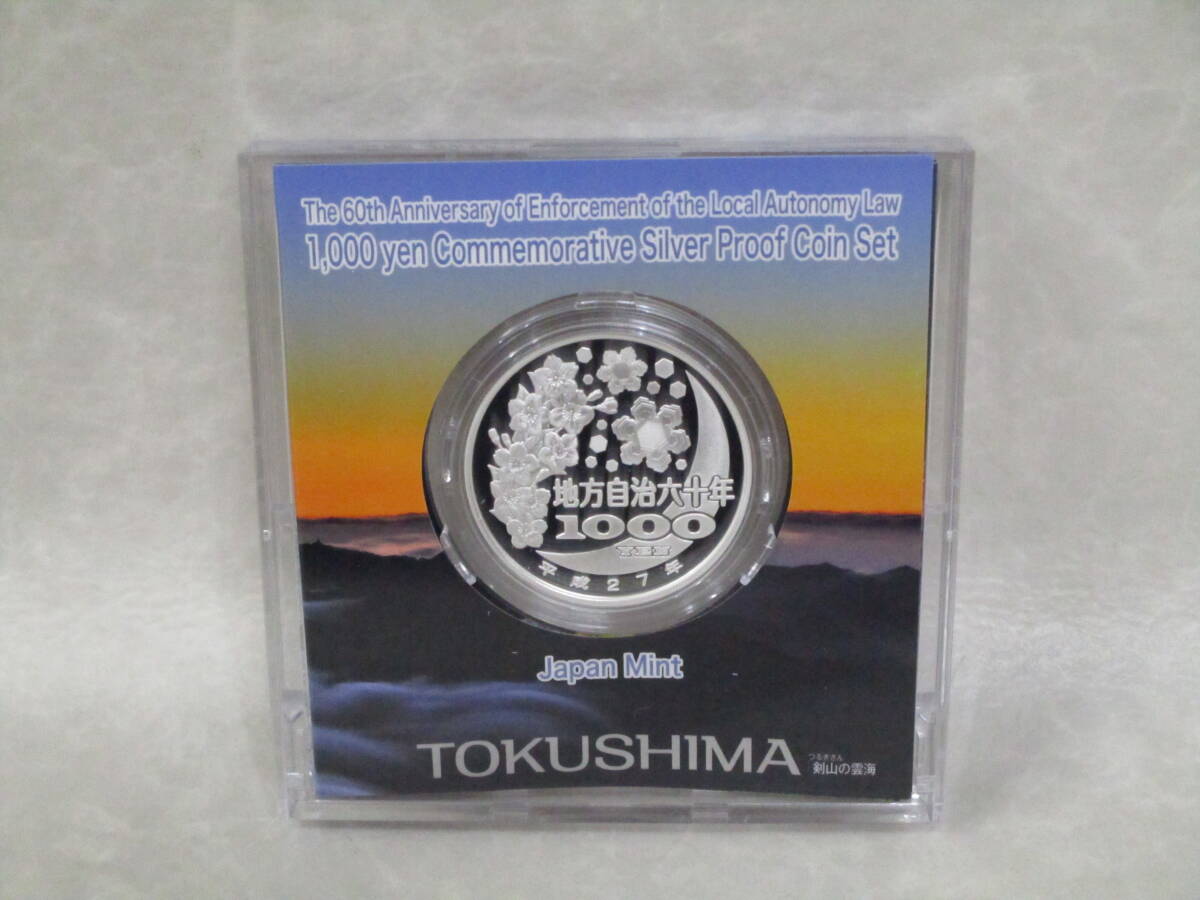 The 60th Anniversary of Enforcement of the Local Autonomy Law
1,000 yen Commemorative Silver Proof Coin Set
地方自治六十年
1000
YEN
平成27年
Japan Mint
TOKUSHIMA
つるぎさん
剣山の雲海